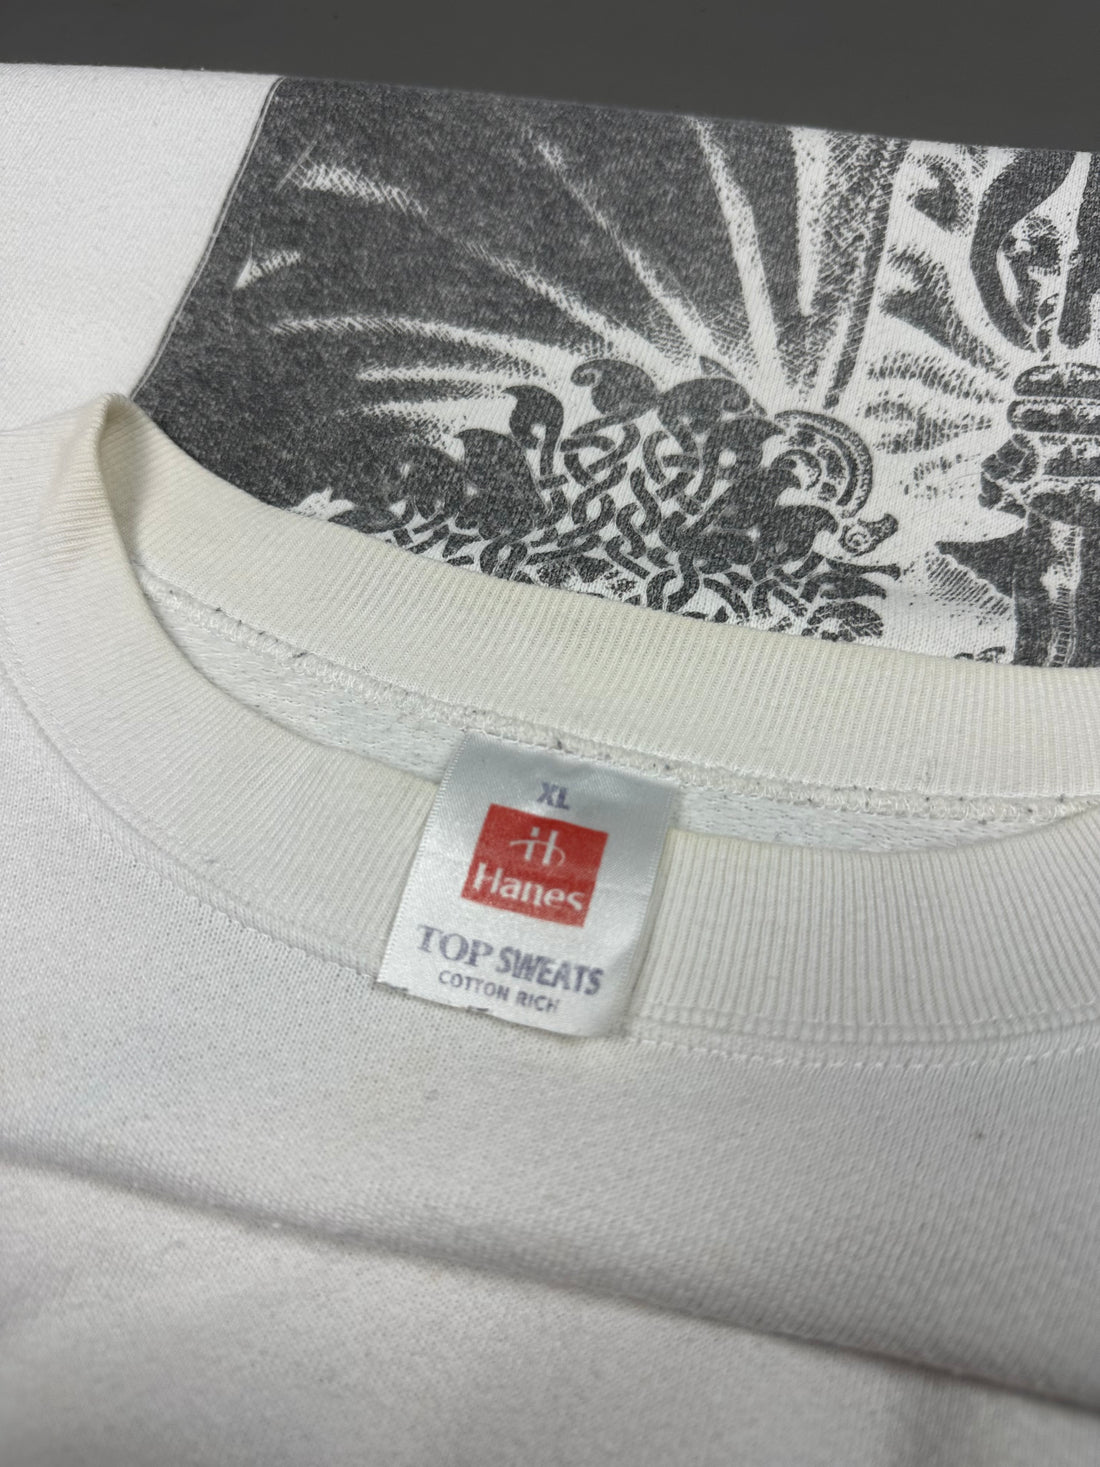 XL
Hanes
TOP SWEATS
COTTON RICH